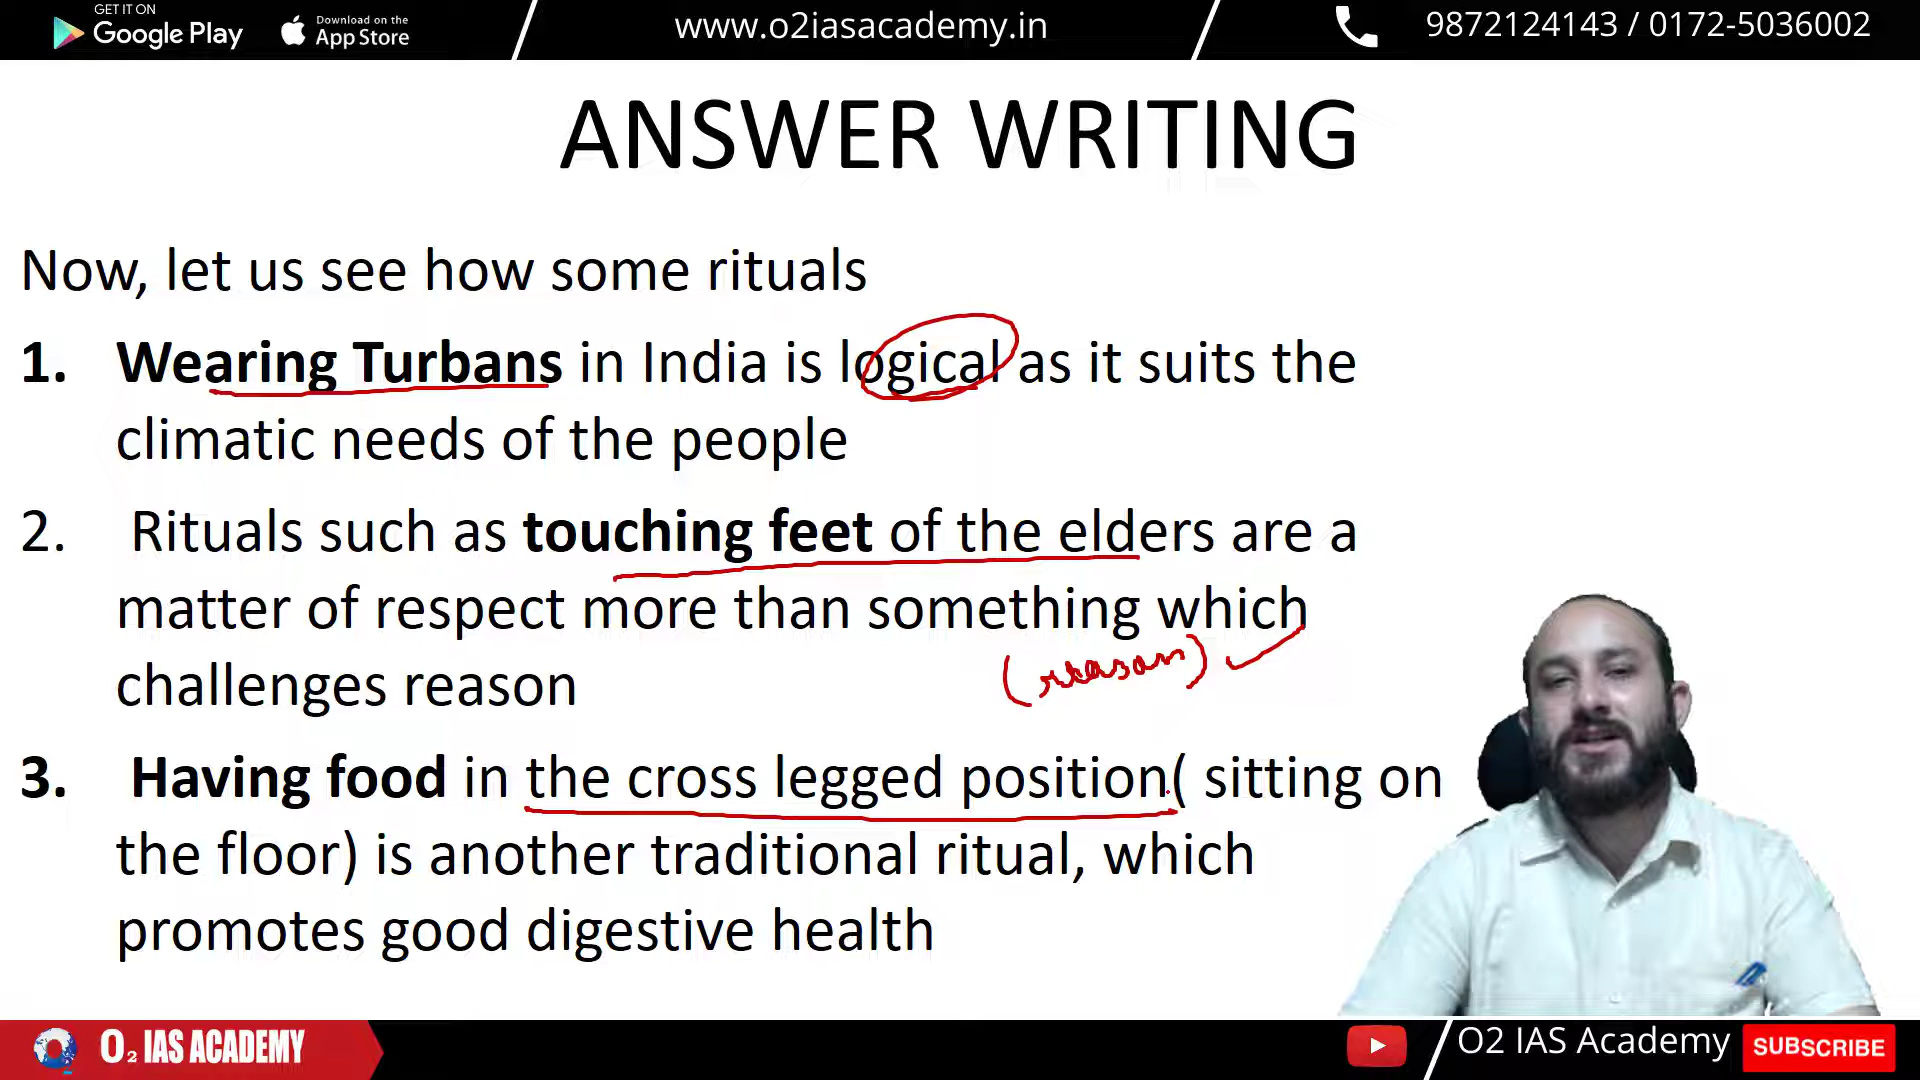 GET IT ON
Google Play
Download on the
App Store
www.o2iasacademy.in
9872124143 / 0172-5036002
ANSWER WRITING
Now, let us see how some rituals
1. Wearing Turbans in India is logical as it suits the
climatic needs of the people
2. Rituals such as touching feet of the elders are a
matter of respect more than something which
(reason)
challenges reason
3. Having food in the cross legged position( sitting on
the floor) is another traditional ritual, which
promotes good digestive health
O2 IAS ACADEMY
O2 IAS Academy
SUBSCRIBE